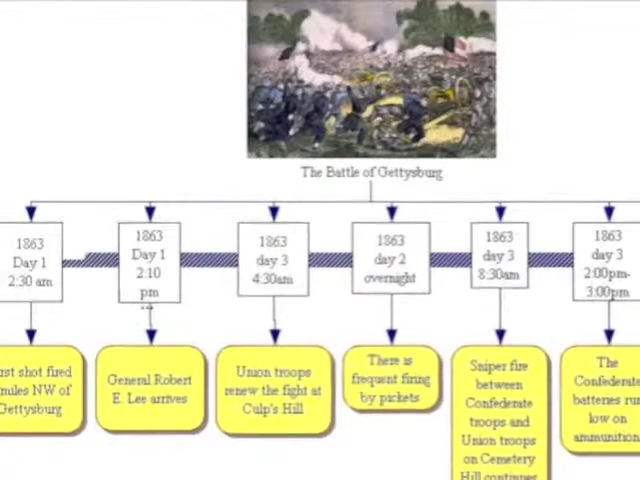 The Battle of Gettysburg
1863
Day 1
2:30 am
1863
Day 1
2:10
pm
...
1863
day 3
4:30am
1863
day 2
overnight
1863
day 3
8:30am
1863
day 3
2:00pm-
3:00pm
rst shot fired
miles NW of
Gettysburg
General Robert
E. Lee arrives
Union troops
renew the fight at
Culp's Hill
There is
frequent firing
by pickets
Sniper fire
between
Confederate
troops and
Union troops
on Cemetery
Hill continues
The
Confederate
batteries run
low on
ammunition